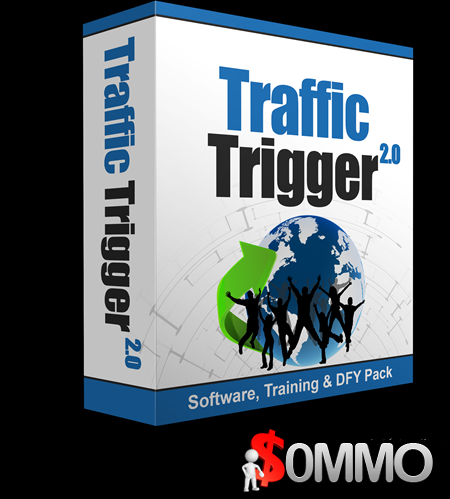 Traffic
Trigger 2.0
Software, Training & DFY Pack
Traffic Trigger 2.0
$0MMO